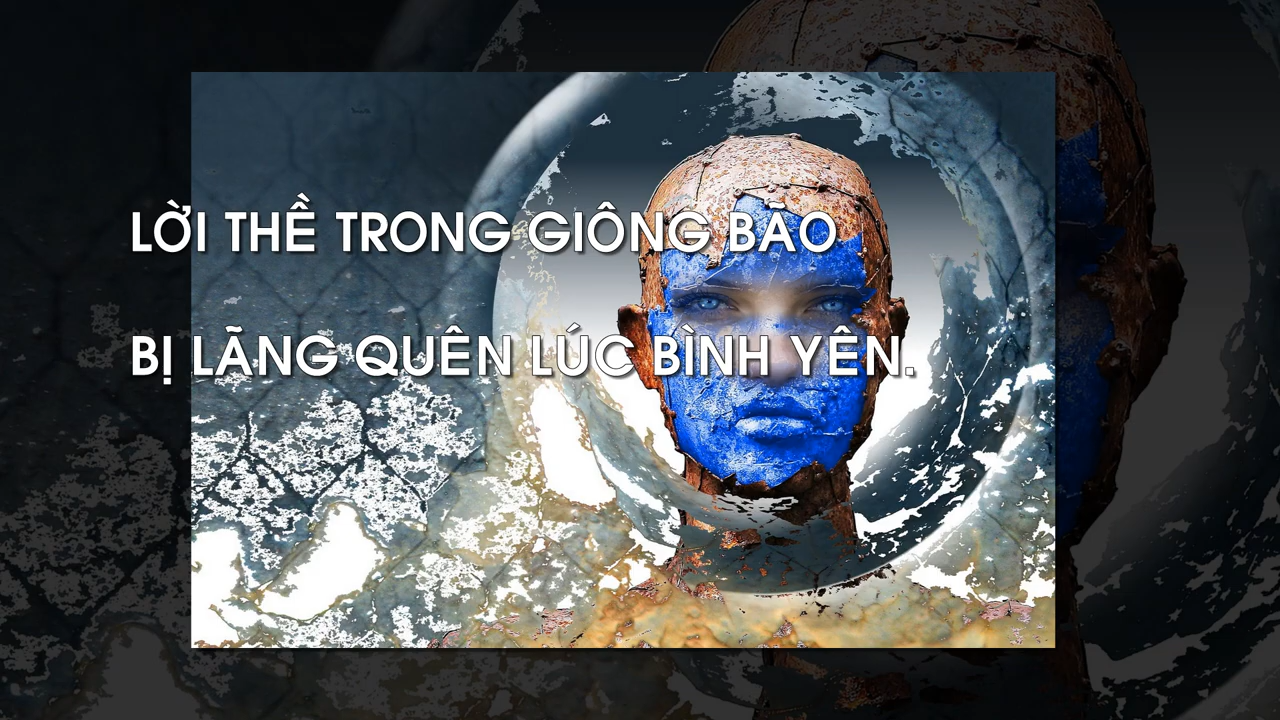 LỜI THỀ TRONG GIÔNG BÃO
BỊ LÃNG QUÊN LÚC BÌNH YÊN.